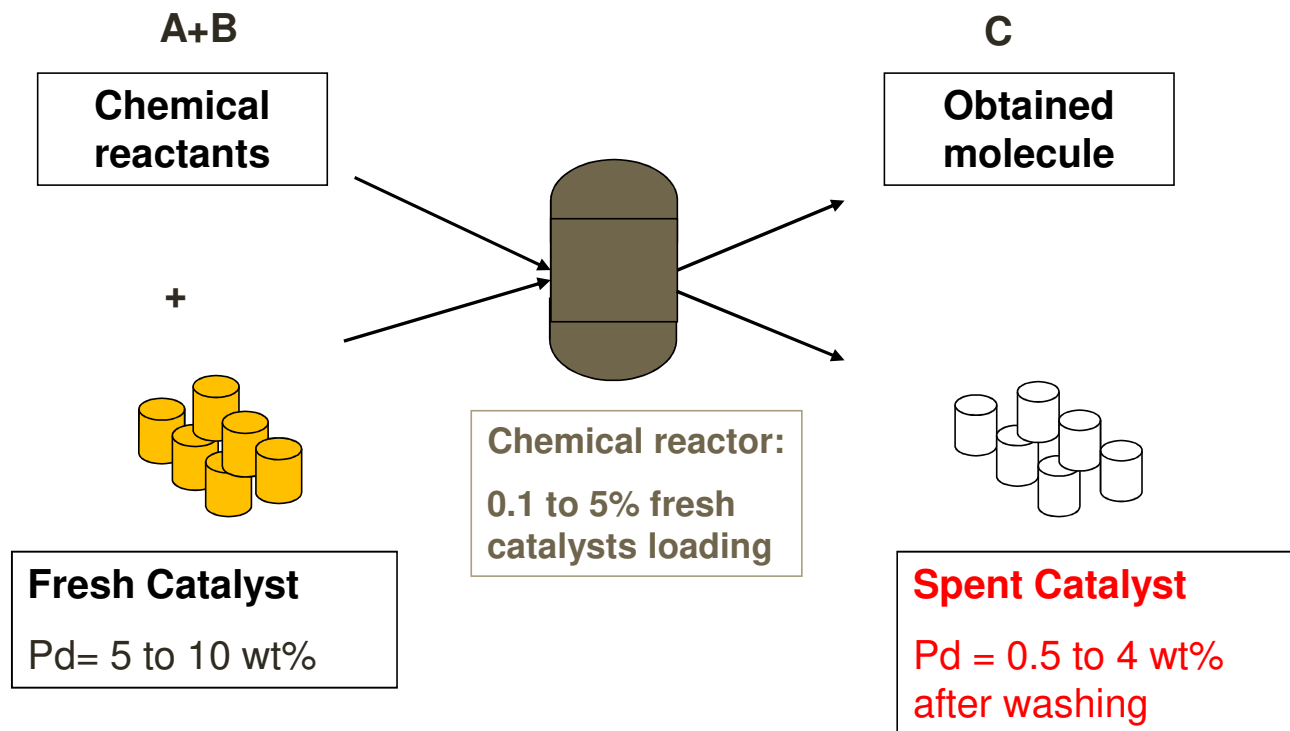 A+B
Chemical
reactants
+
Fresh Catalyst
Pd= 5 to 10 wt%
Chemical reactor:
0.1 to 5% fresh
catalysts loading
C
Obtained
molecule
Spent Catalyst
Pd = 0.5 to 4 wt%
after washing